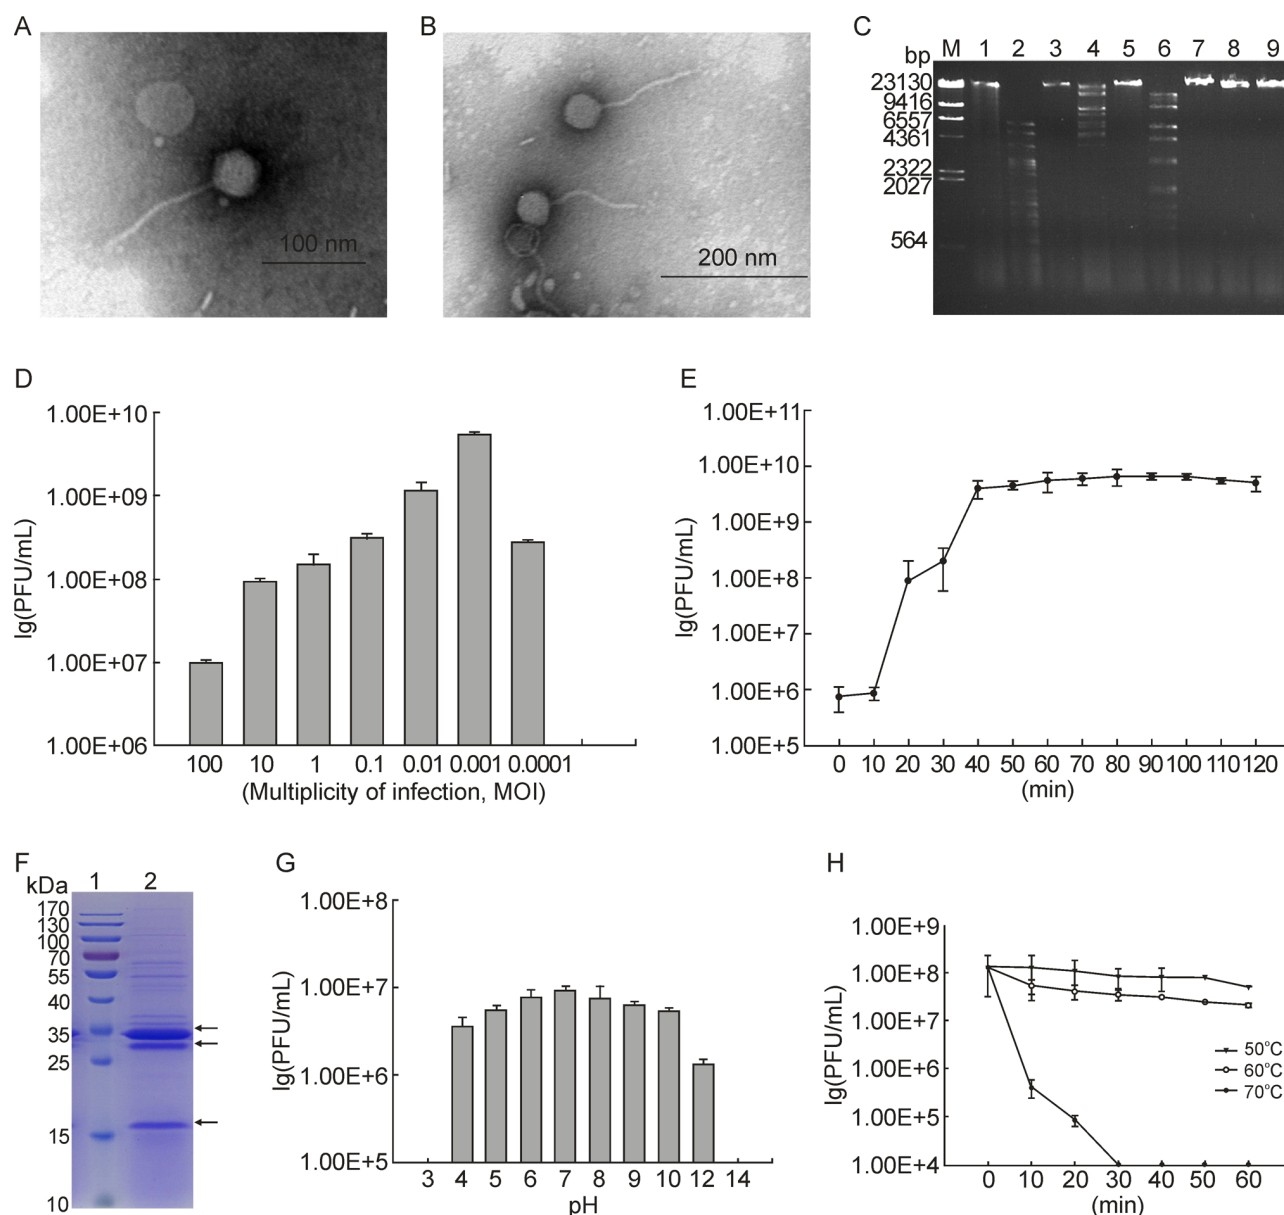 A
B
C
100 nm
200 nm
bp M 1 2 3 4 5 6 7 8 9
23130
9416
6557
4361
2322
2027
564
D
lg(PFU/mL)
1.00E+10
1.00E+09
1.00E+08
1.00E+07
1.00E+06
100 10 1 0.1 0.01 0.001 0.0001
(Multiplicity of infection, MOI)
E
lg(PFU/mL)
1.00E+11
1.00E+10
1.00E+9
1.00E+8
1.00E+7
1.00E+6
1.00E+5
0 10 20 30 40 50 60 70 80 90 100 110 120
(min)
F
kDa 1 2
170
130
100
70
55
40
35
25
15
10
G
lg(PFU/mL)
1.00E+8
1.00E+7
1.00E+6
1.00E+5
3 4 5 6 7 8 9 10 12 14
pH
H
lg(PFU/mL)
1.00E+9
1.00E+8
1.00E+7
1.00E+6
1.00E+5
1.00E+4
50°C
60°C
70°C
0 10 20 30 40 50 60
(min)